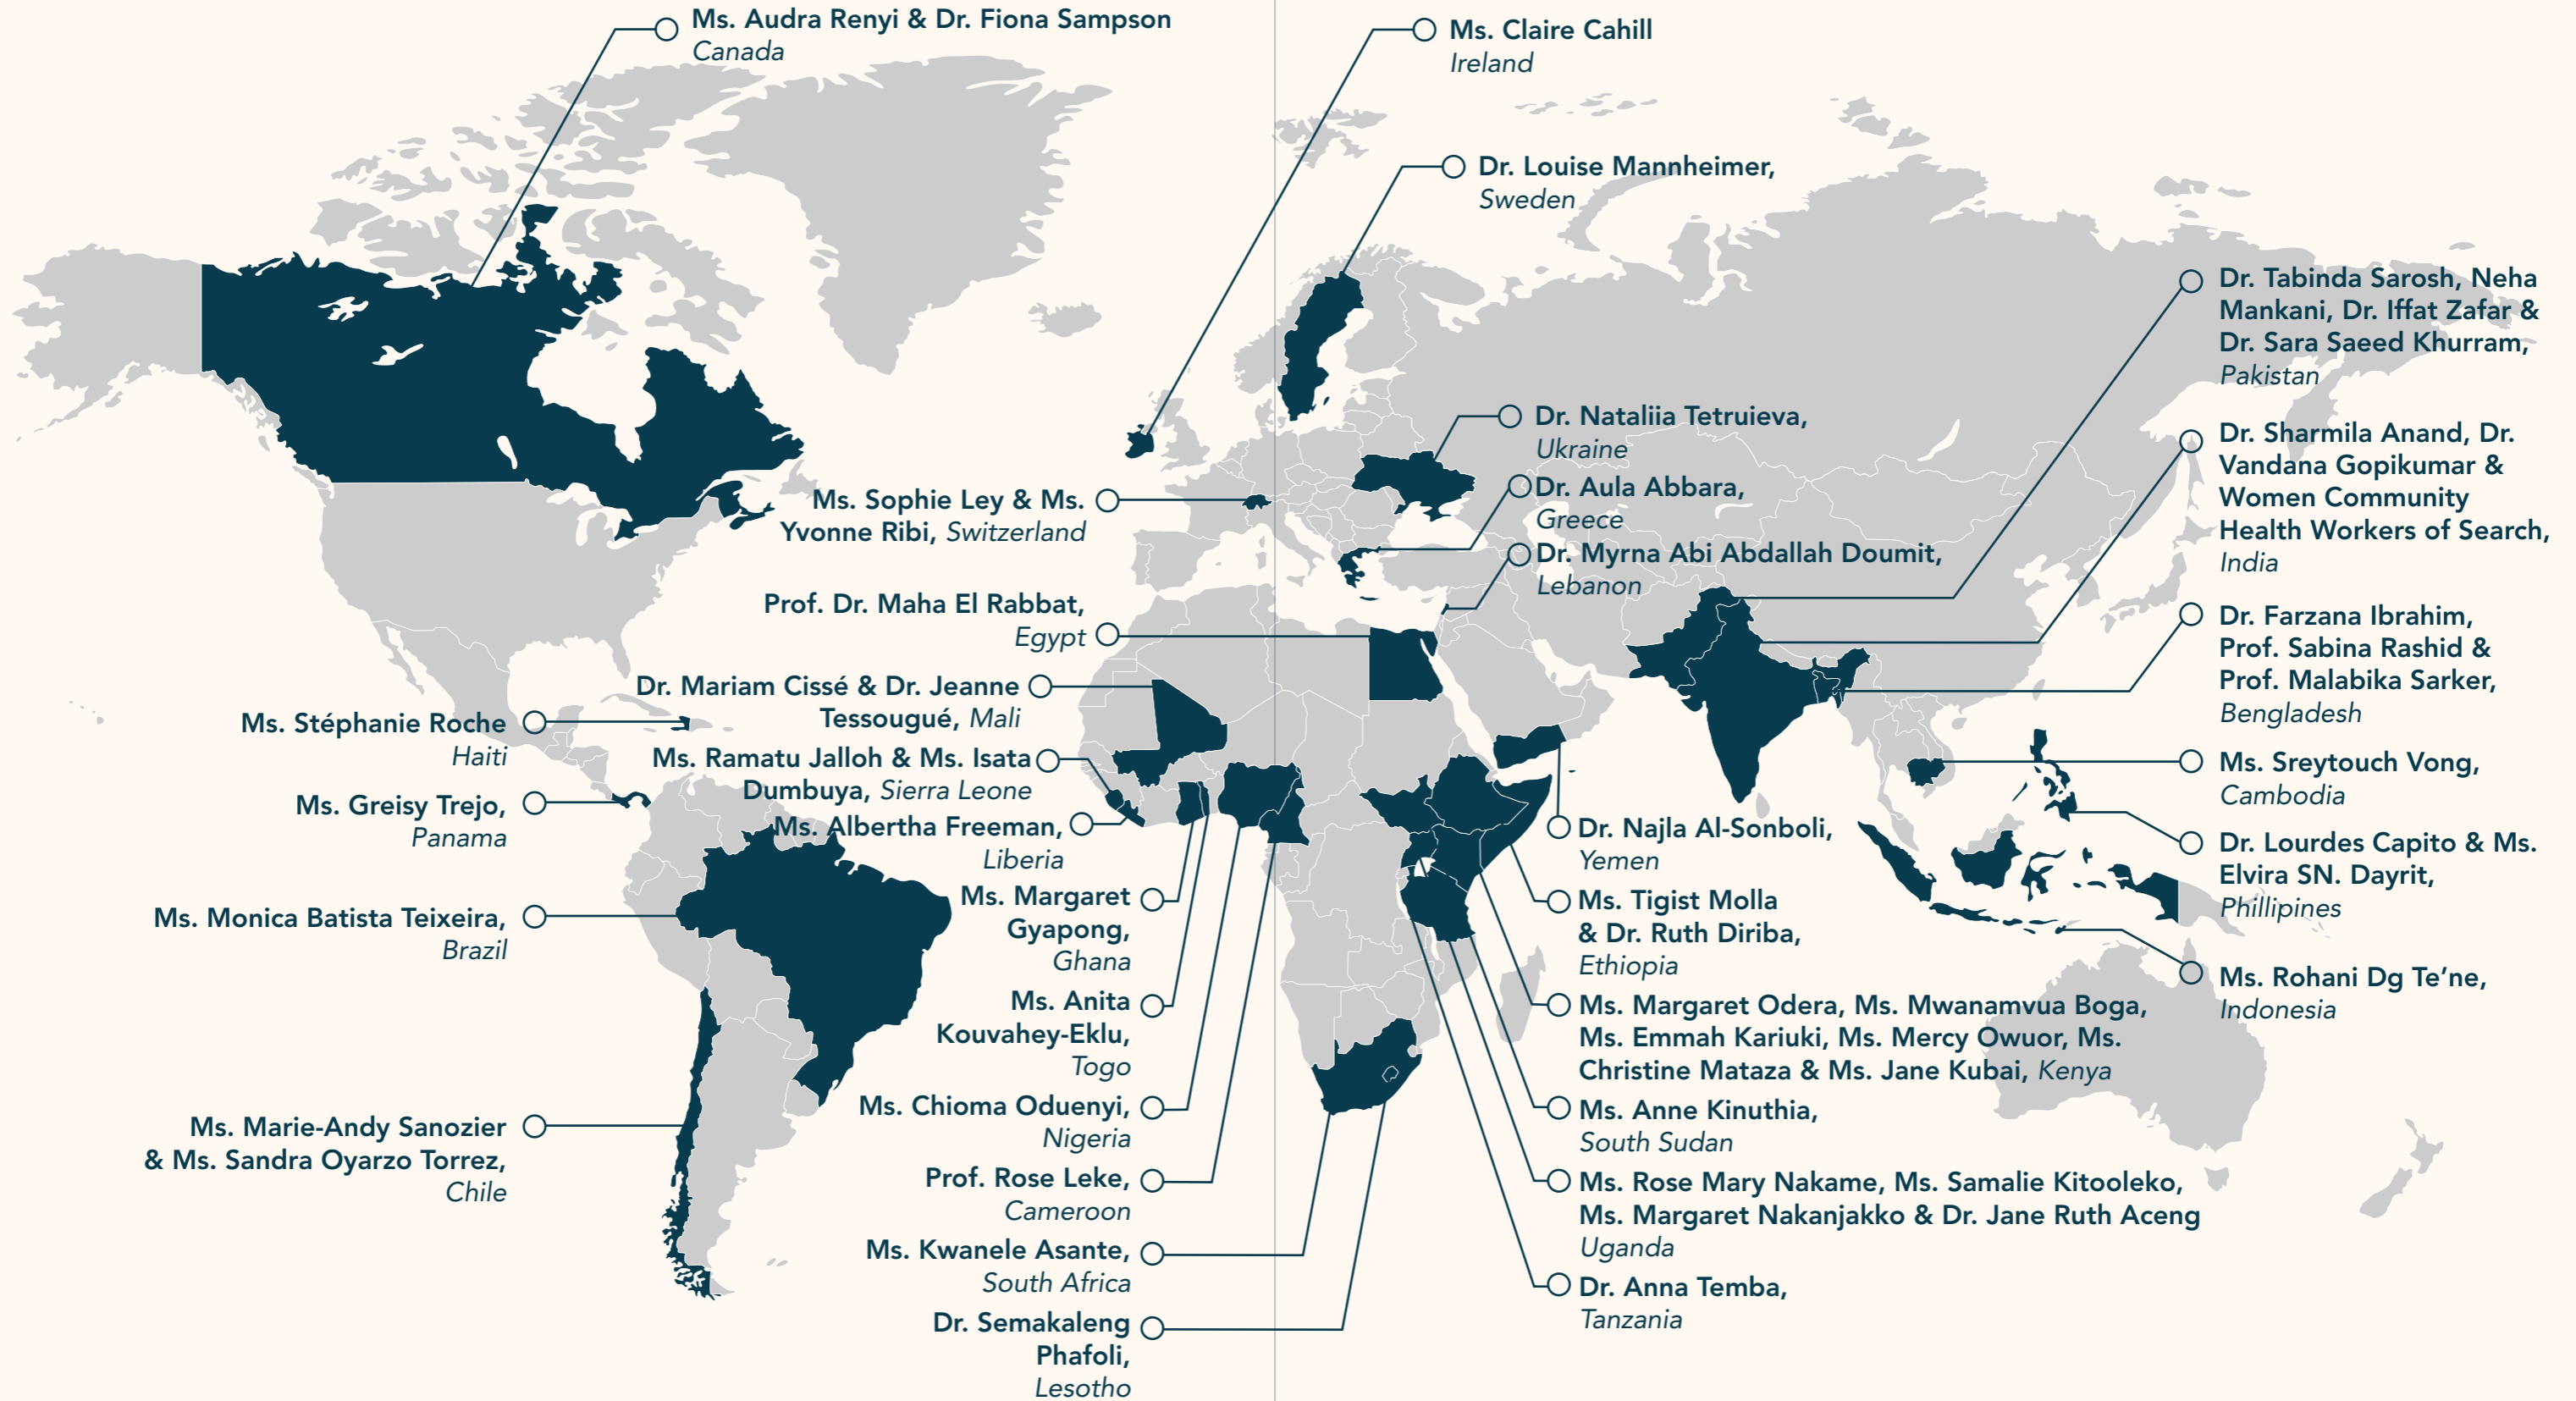 Ms. Audra Renyi & Dr. Fiona Sampson
Canada
Ms. Claire Cahill
Ireland
Dr. Louise Mannheimer,
Sweden
Dr. Tabinda Sarosh, Neha
Mankani, Dr. Iffat Zafar &
Dr. Sara Saeed Khurram,
Pakistan
Dr. Nataliia Tetruieva,
Ukraine
Dr. Sharmila Anand, Dr.
Vandana Gopikumar &
Women Community
Health Workers of Search,
India
Ms. Sophie Ley & Ms.
Yvonne Ribi, Switzerland
Dr. Aula Abbara,
Greece
Dr. Myrna Abi Abdallah Doumit,
Lebanon
Prof. Dr. Maha El Rabbat,
Egypt
Dr. Farzana Ibrahim,
Prof. Sabina Rashid &
Prof. Malabika Sarker,
Bengladesh
Dr. Mariam Cissé & Dr. Jeanne
Tessougué, Mali
Ms. Stéphanie Roche
Haiti
Ms. Ramatu Jalloh & Ms. Isata
Dumbuya, Sierra Leone
Ms. Sreytouch Vong,
Cambodia
Ms. Greisy Trejo,
Panama
Ms. Albertha Freeman,
Liberia
Dr. Najla Al-Sonboli,
Yemen
Dr. Lourdes Capito & Ms.
Elvira SN. Dayrit,
Phillipines
Ms. Margaret
Gyapong,
Ghana
Ms. Tigist Molla
& Dr. Ruth Diriba,
Ethiopia
Ms. Monica Batista Teixeira,
Brazil
Ms. Rohani Dg Te’ne,
Indonesia
Ms. Anita
Kouvahey-Eklu,
Togo
Ms. Margaret Odera, Ms. Mwanamvua Boga,
Ms. Emmah Kariuki, Ms. Mercy Owuor, Ms.
Christine Mataza & Ms. Jane Kubai, Kenya
Ms. Chioma Oduenyi,
Nigeria
Ms. Anne Kinuthia,
South Sudan
Ms. Marie-Andy Sanozier
& Ms. Sandra Oyarzo Torrez,
Chile
Prof. Rose Leke,
Cameroon
Ms. Rose Mary Nakame, Ms. Samalie Kitooleko,
Ms. Margaret Nakanjakko & Dr. Jane Ruth Aceng
Uganda
Ms. Kwanele Asante,
South Africa
Dr. Anna Temba,
Tanzania
Dr. Semakaleng
Phafoli,
Lesotho